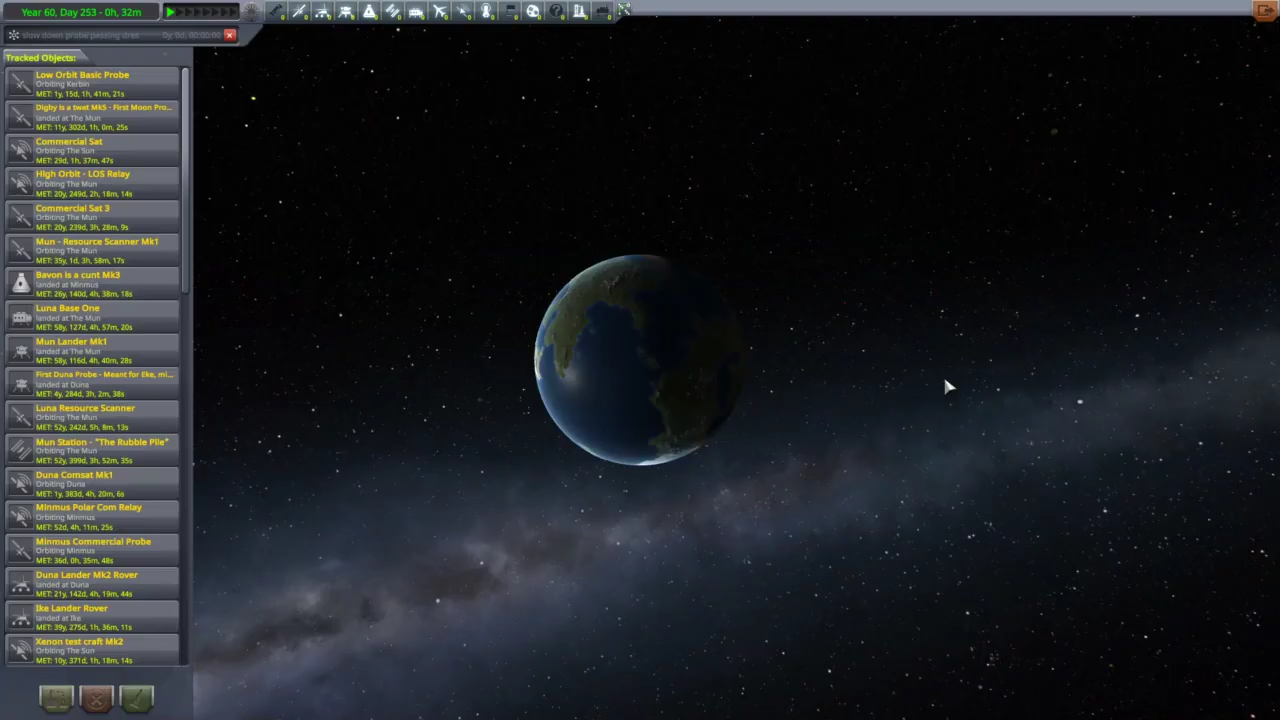 Year 60, Day 253 - 0h, 32m
slow down probe passing dres 0y, 0d, 00:00:00
Tracked Objects:
Low Orbit Basic Probe
Orbiting Kerbin
MET: 1y, 15d, 1h, 41m, 21s
Digby is a twat Mk5 - First Moon Pro...
landed at The Mun
MET: 11y, 302d, 1h, 0m, 25s
Commercial Sat
Orbiting The Sun
MET: 29d, 1h, 37m, 47s
High Orbit - LOS Relay
Orbiting The Mun
MET: 20y, 249d, 2h, 18m, 14s
Commercial Sat 3
Orbiting The Mun
MET: 20y, 239d, 3h, 28m, 9s
Mun - Resource Scanner Mk1
Orbiting The Mun
MET: 35y, 1d, 3h, 58m, 17s
Bavon is a cunt Mk3
landed at Minmus
MET: 26y, 140d, 4h, 38m, 18s
Luna Base One
landed at The Mun
MET: 58y, 127d, 4h, 57m, 20s
Mun Lander Mk1
landed at The Mun
MET: 58y, 116d, 4h, 40m, 28s
First Duna Probe - Meant for Eke, mi...
landed at Duna
MET: 4y, 284d, 3h, 2m, 38s
Luna Resource Scanner
Orbiting The Mun
MET: 52y, 242d, 5h, 8m, 13s
Mun Station - "The Rubble Pile"
Orbiting The Mun
MET: 52y, 399d, 3h, 52m, 35s
Duna Comsat Mk1
Orbiting Duna
MET: 1y, 383d, 4h, 20m, 6s
Minmus Polar Com Relay
Orbiting Minmus
MET: 52d, 4h, 11m, 25s
Minmus Commercial Probe
Orbiting Minmus
MET: 36d, 0h, 35m, 48s
Duna Lander Mk2 Rover
landed at Duna
MET: 21y, 142d, 4h, 19m, 44s
Ike Lander Rover
landed at Ike
MET: 39y, 275d, 1h, 36m, 11s
Xenon test craft Mk2
Orbiting The Sun
MET: 10y, 371d, 1h, 18m, 14s